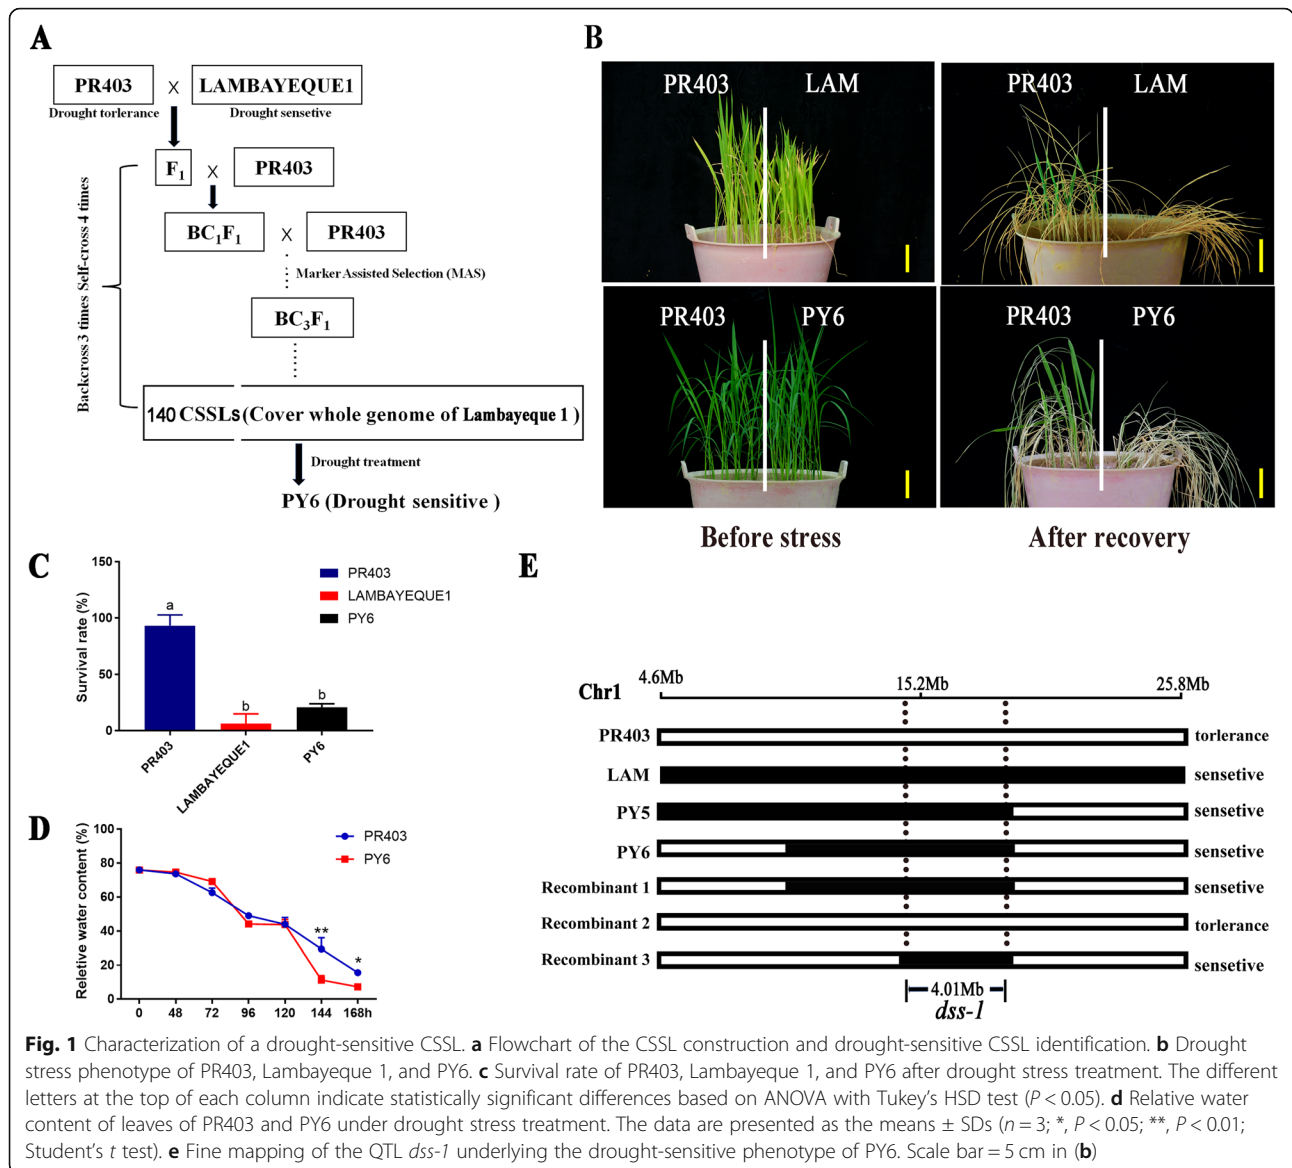 A
PR403 X LAMBAYEQUE1
Drought torlerance Drought sensetive
F1 X PR403
BC1F1 X PR403
Marker Assisted Selection (MAS)
BC3F1
Backcross 3 times Self-cross 4 times
140 CSSLs (Cover whole genome of Lambayeque 1 )
Drought treatment
PY6 (Drought sensitive )
B
PR403 LAM
PR403 LAM
PR403 PY6
PR403 PY6
Before stress
After recovery
C
Survival rate (%)
150
100
50
0
a
b
b
PR403
LAMBAYEQUE1
PY6
PR403
LAMBAYEQUE1
PY6
D
Reletive water content (%)
100
80
60
40
20
0
PR403
PY6
**
*
0 48 72 96 120 144 168h
E
4.6Mb 15.2Mb 25.8Mb
Chr1
PR403 torlerance
LAM sensetive
PY5 sensetive
PY6 sensetive
Recombinant 1 sensetive
Recombinant 2 torlerance
Recombinant 3 sensetive
4.01Mb
dss-1
Fig. 1 Characterization of a drought-sensitive CSSL. a Flowchart of the CSSL construction and drought-sensitive CSSL identification. b Drought
stress phenotype of PR403, Lambayeque 1, and PY6. c Survival rate of PR403, Lambayeque 1, and PY6 after drought stress treatment. The different
letters at the top of each column indicate statistically significant differences based on ANOVA with Tukey's HSD test (P < 0.05). d Relative water
content of leaves of PR403 and PY6 under drought stress treatment. The data are presented as the means ± SDs (n = 3; *, P < 0.05; **, P < 0.01;
Student's t test). e Fine mapping of the QTL dss-1 underlying the drought-sensitive phenotype of PY6. Scale bar = 5 cm in (b)